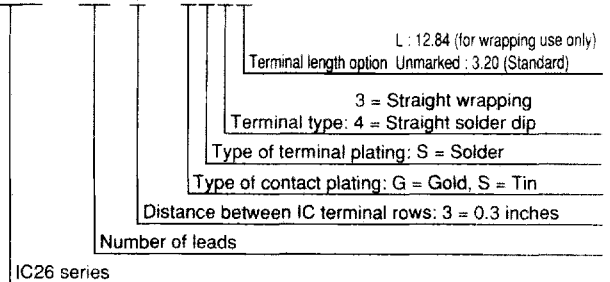 L : 12.84 (for wrapping use only)
Terminal length option Unmarked : 3.20 (Standard)
3 = Straight wrapping
Terminal type: 4 = Straight solder dip
Type of terminal plating: S = Solder
Type of contact plating: G = Gold, S = Tin
Distance between IC terminal rows: 3 = 0.3 inches
Number of leads
IC26 series